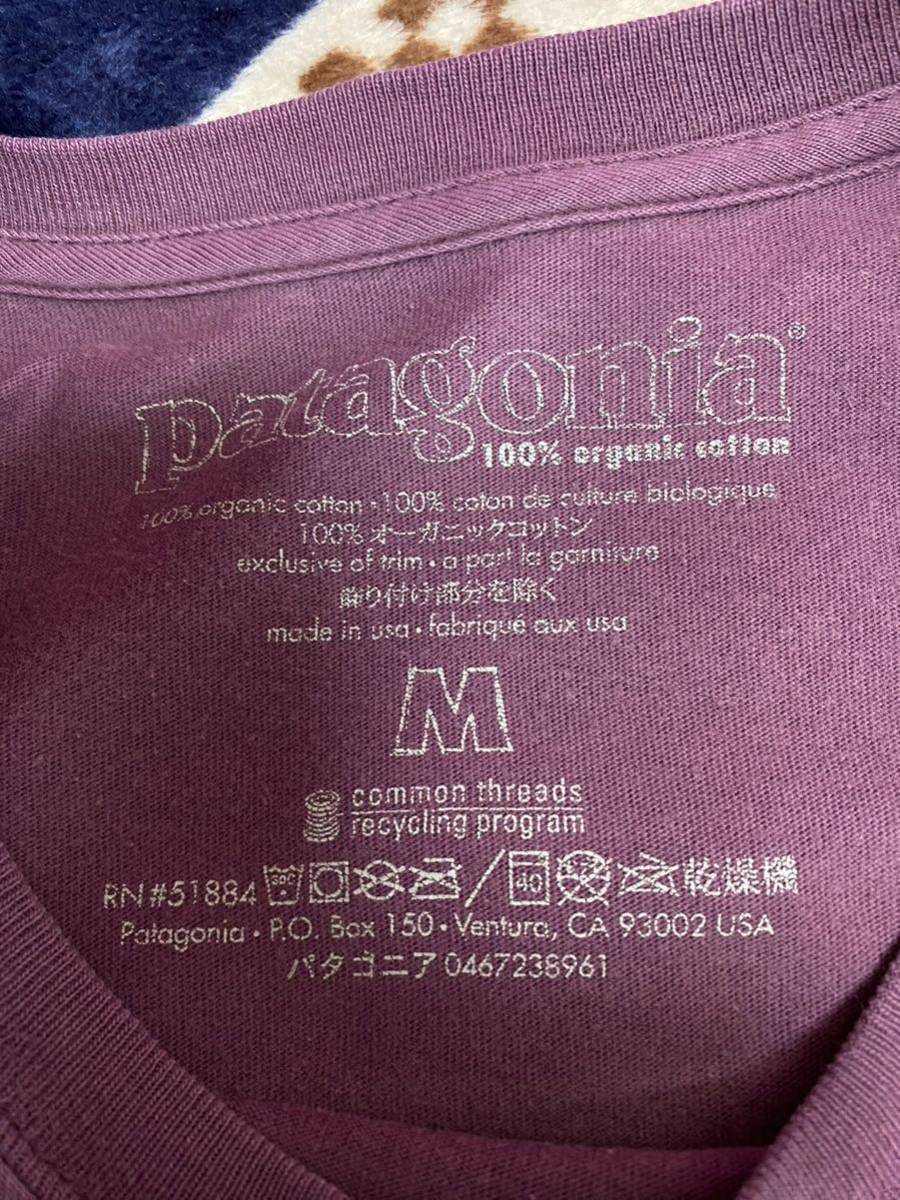 patagonia®
100% organic cotton
100% organic cotton • 100% coton de culture biologique
100% オーガニックコットン
exclusive of trim • a part la garniture
飾り付け部分を除く
made in usa • fabrique aux usa
M
common threads
recycling program
RN#51884 40 乾燥機
Patagonia • P.O. Box 150 • Ventura, CA 93002 USA
パタゴニア 0467238961